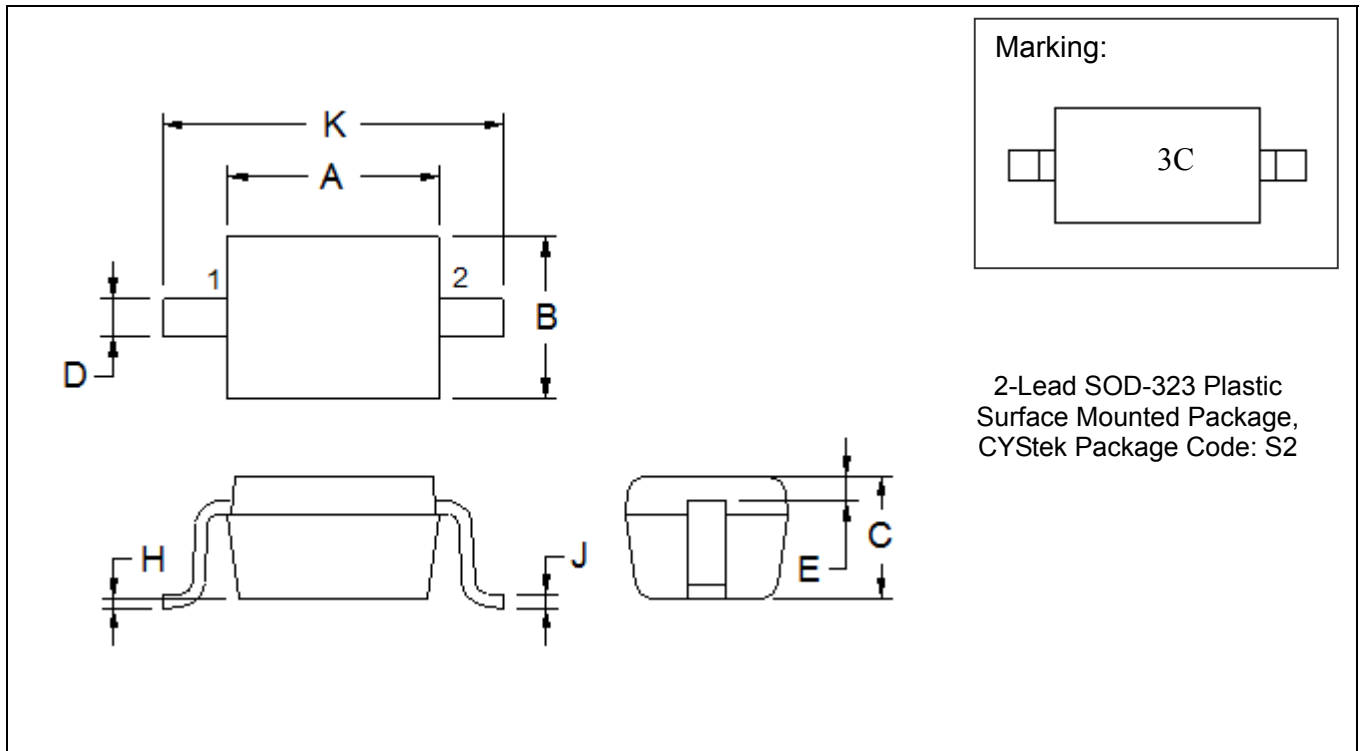 Marking:
3C
K
A
1
2
B
D
2-Lead SOD-323 Plastic
Surface Mounted Package,
CYStek Package Code: S2
H
J
E
C